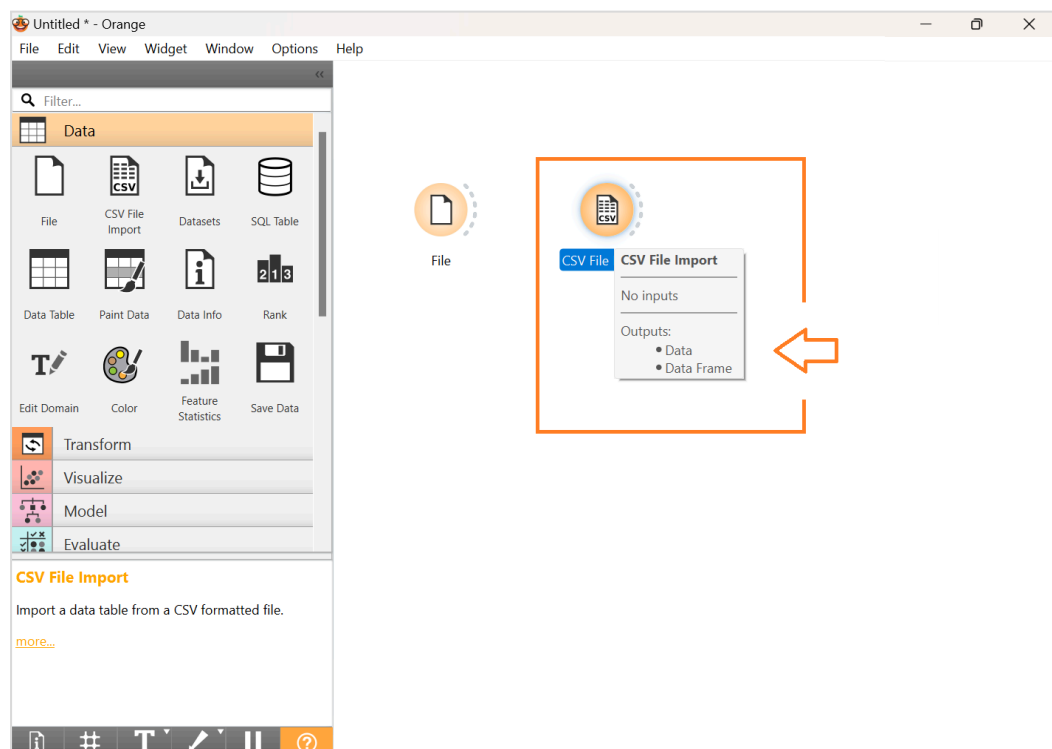 Untitled * - Orange
File Edit View Widget Window Options Help
Filter...
Data
File
CSV File Import
Datasets
SQL Table
Data Table
Paint Data
Data Info
Rank
Edit Domain
Color
Feature Statistics
Save Data
Transform
Visualize
Model
Evaluate
CSV File Import
Import a data table from a CSV formatted file.
more...
File
CSV File
CSV File Import
No inputs
Outputs:
• Data
• Data Frame